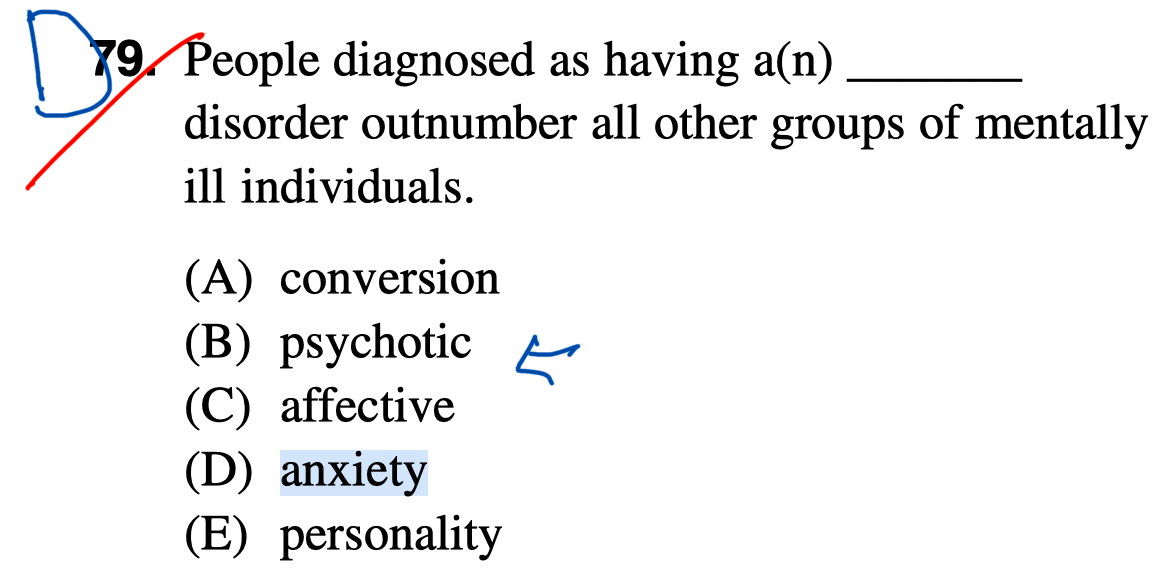 D
79. People diagnosed as having a(n) _______
disorder outnumber all other groups of mentally
ill individuals.
(A) conversion
(B) psychotic
(C) affective
(D) anxiety
(E) personality